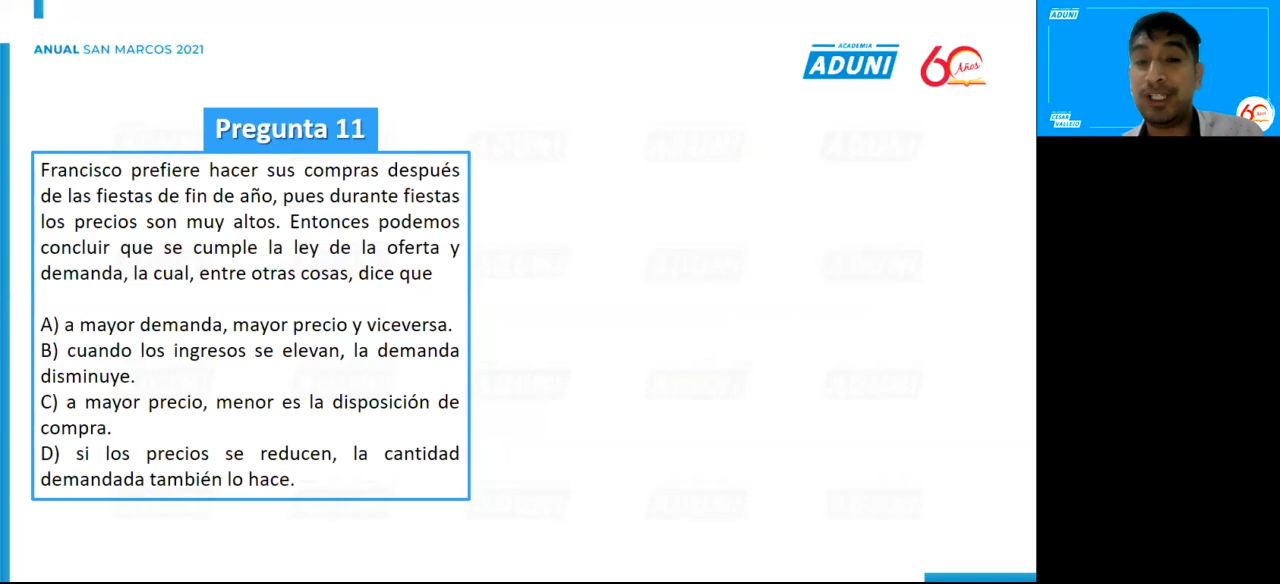 ANUAL SAN MARCOS 2021
ACADEMIA
ADUNI
60
Años
ADUNI
CÉSAR
VALLEJO
60
Pregunta 11
Francisco prefiere hacer sus compras después
de las fiestas de fin de año, pues durante fiestas
los precios son muy altos. Entonces podemos
concluir que se cumple la ley de la oferta y
demanda, la cual, entre otras cosas, dice que
A) a mayor demanda, mayor precio y viceversa.
B) cuando los ingresos se elevan, la demanda
disminuye.
C) a mayor precio, menor es la disposición de
compra.
D) si los precios se reducen, la cantidad
demandada también lo hace.